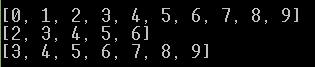 [0, 1, 2, 3, 4, 5, 6, 7, 8, 9]
[2, 3, 4, 5, 6]
[3, 4, 5, 6, 7, 8, 9]